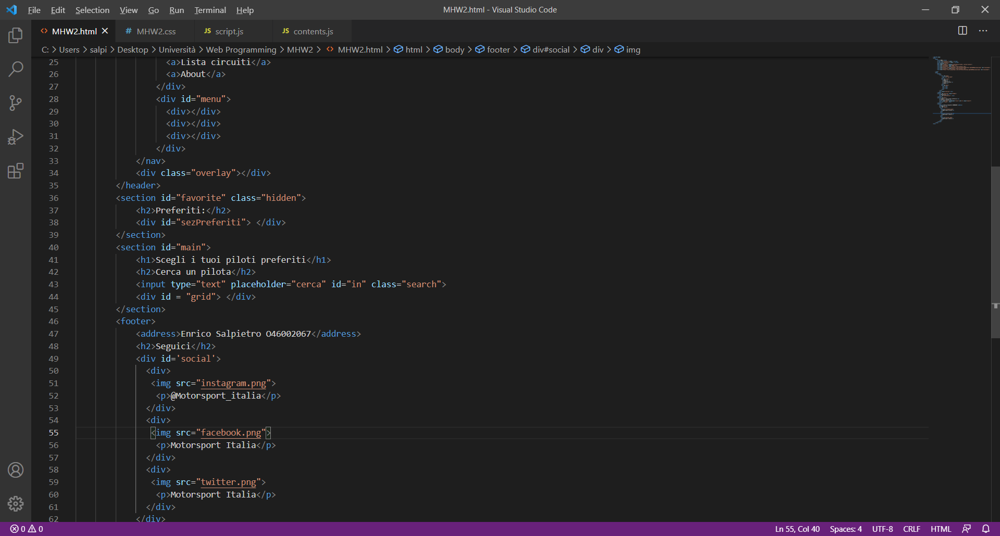 File Edit Selection View Go Run Terminal Help MHW2.html - Visual Studio Code
MHW2.html # MHW2.css JS script.js JS contents.js
C: > Users > salpi > Desktop > Università > Web Programming > MHW2 > MHW2.html > html > body > footer > div#social > div > img
25 <a>Lista circuiti</a>
26 <a>About</a>
27 </div>
28 <div id="menu">
29 <div></div>
30 <div></div>
31 <div></div>
32 </div>
33 </nav>
34 <div class="overlay"></div>
35 </header>
36 <section id="favorite" class="hidden">
37 <h2>Preferiti:</h2>
38 <div id="sezPreferiti"> </div>
39 </section>
40 <section id="main">
41 <h1>Scegli i tuoi piloti preferiti</h1>
42 <h2>Cerca un pilota</h2>
43 <input type="text" placeholder="cerca" id="in" class="search">
44 <div id = "grid"> </div>
45 </section>
46 <footer>
47 <address>Enrico Salpietro O46002067</address>
48 <h2>Seguici</h2>
49 <div id='social'>
50 <div>
51 <img src="instagram.png">
52 <p>@Motorsport_italia</p>
53 </div>
54 <div>
55 <img src="facebook.png">
56 <p>Motorsport Italia</p>
57 </div>
58 <div>
59 <img src="twitter.png">
60 <p>Motorsport Italia</p>
61 </div>
62 </div>
0 0 Ln 55, Col 40 Spaces: 4 UTF-8 CRLF HTML